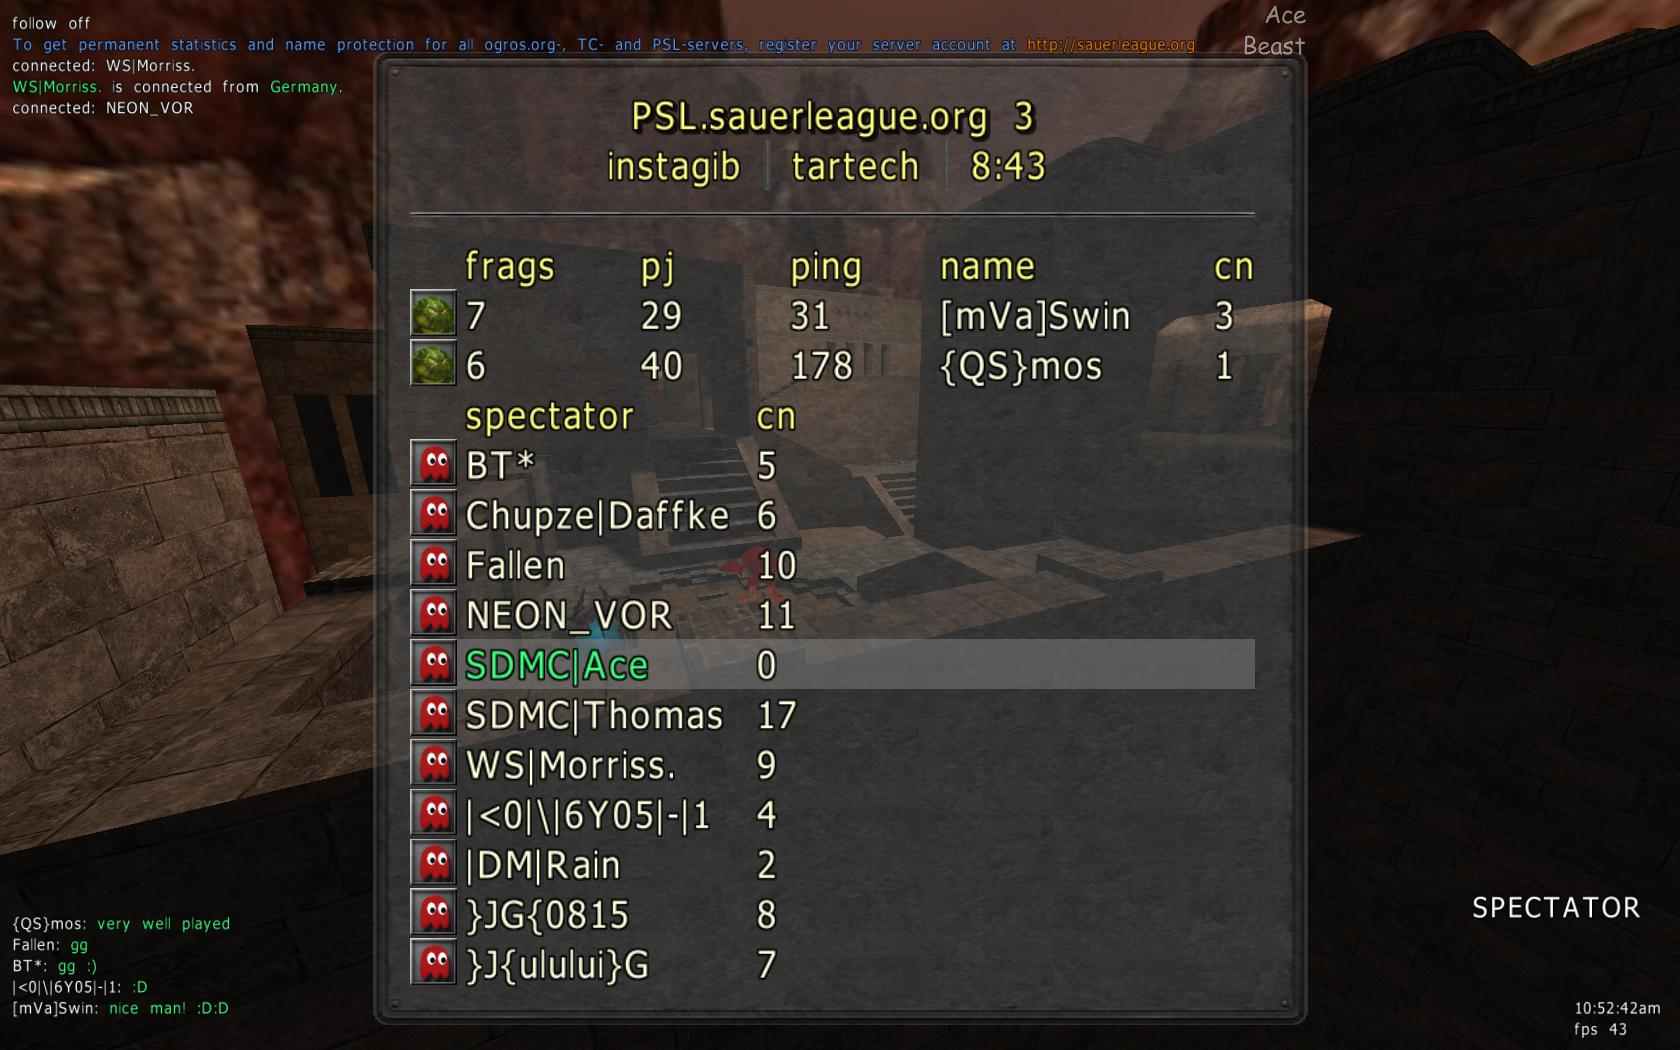 follow off
To get permanent statistics and name protection for all ogros.org-, TC- and PSL-servers, register your server account at http://sauerleague.org
connected: WS|Morriss.
WS|Morriss. is connected from Germany.
connected: NEON_VOR
Ace
Beast
PSL.sauerleague.org 3
instagib tartech 8:43
frags pj ping name cn
7 29 31 [mVa]Swin 3
6 40 178 {QS}mos 1
spectator cn
BT* 5
Chupze|Daffke 6
Fallen 10
NEON_VOR 11
SDMC|Ace 0
SDMC|Thomas 17
WS|Morriss. 9
|<0|\|6Y05|-|1 4
|DM|Rain 2
}JG{0815 8
}J{ulului}G 7
{QS}mos: very well played
Fallen: gg
BT*: gg :)
|<0|\|6Y05|-|1: :D
[mVa]Swin: nice man! :D:D
SPECTATOR
10:52:42am
fps 43